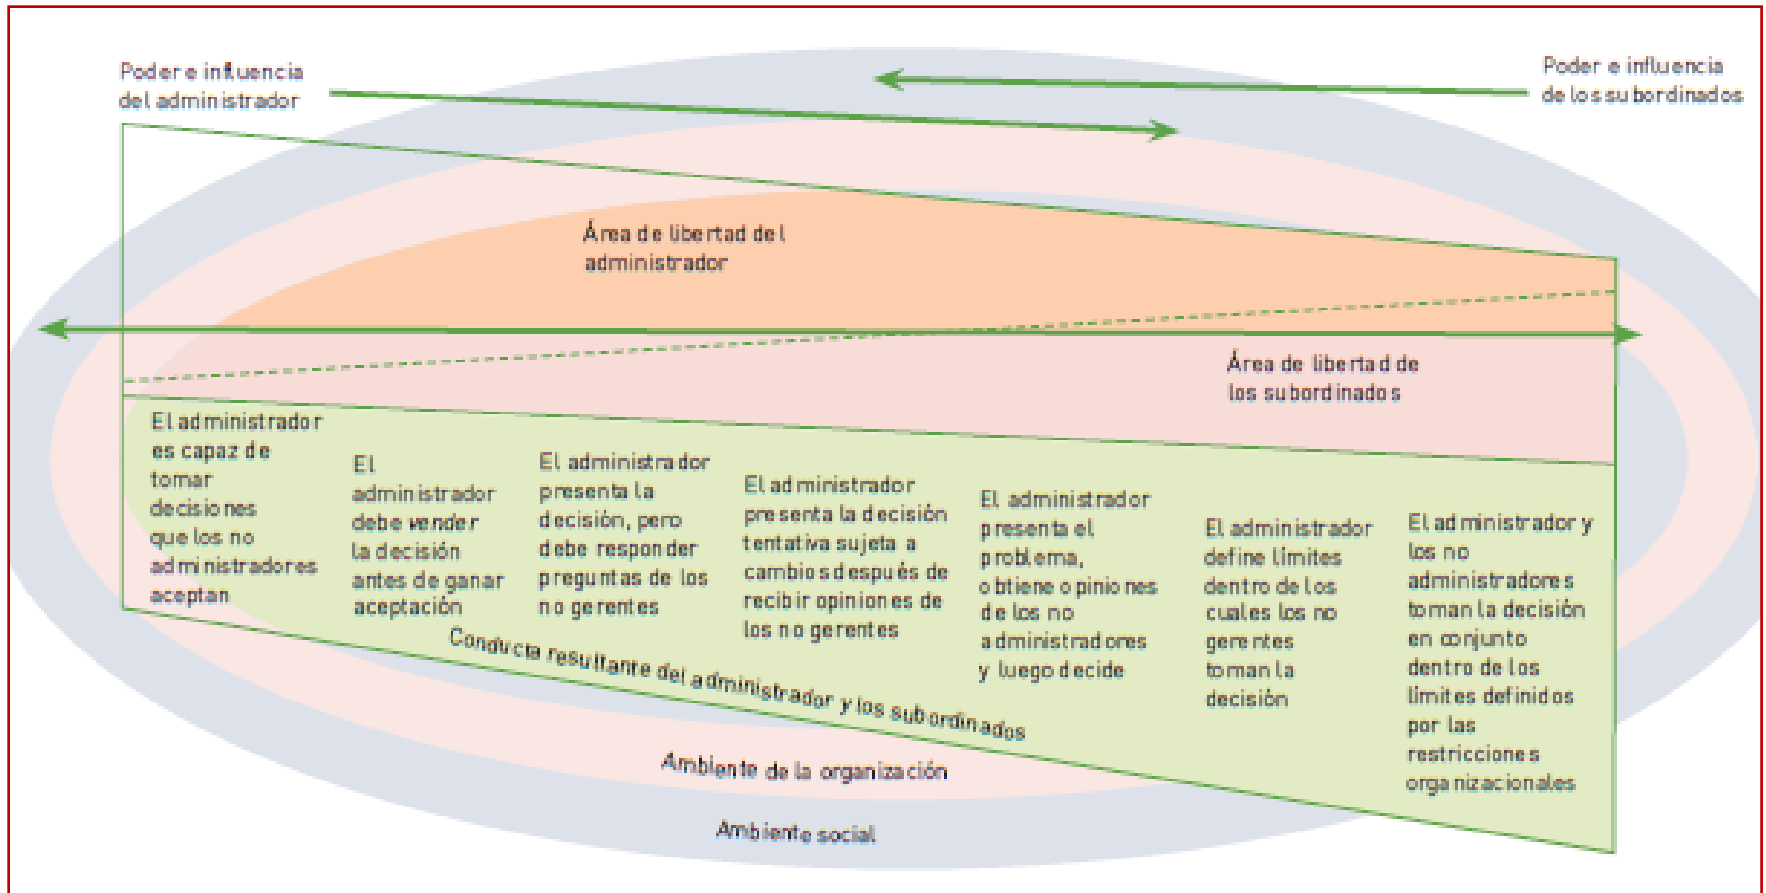 Poder e influencia
del administrador
Poder e influencia
de los subordinados
Área de libertad del
administrador
Área de libertad de
los subordinados
El administrador
es capaz de
tomar
decisiones
que los no
administradores
aceptan
El
administrador
debe vender
la decisión
antes de ganar
aceptación
El administrador
presenta la
decisión, pero
debe responder
preguntas de los
no gerentes
El administrador
presenta la decisión
tentativa sujeta a
cambios después de
recibir opiniones de
los no gerentes
El administrador
presenta el
problema,
obtiene opiniones
de los no
administradores
y luego decide
El administrador
define límites
dentro de los
cuales los no
gerentes
toman la
decisión
El administrador y
los no
administradores
toman la decisión
en conjunto
dentro de los
límites definidos
por las
restricciones
organizacionales
Conducta resultante del administrador y los subordinados
Ambiente de la organización
Ambiente social